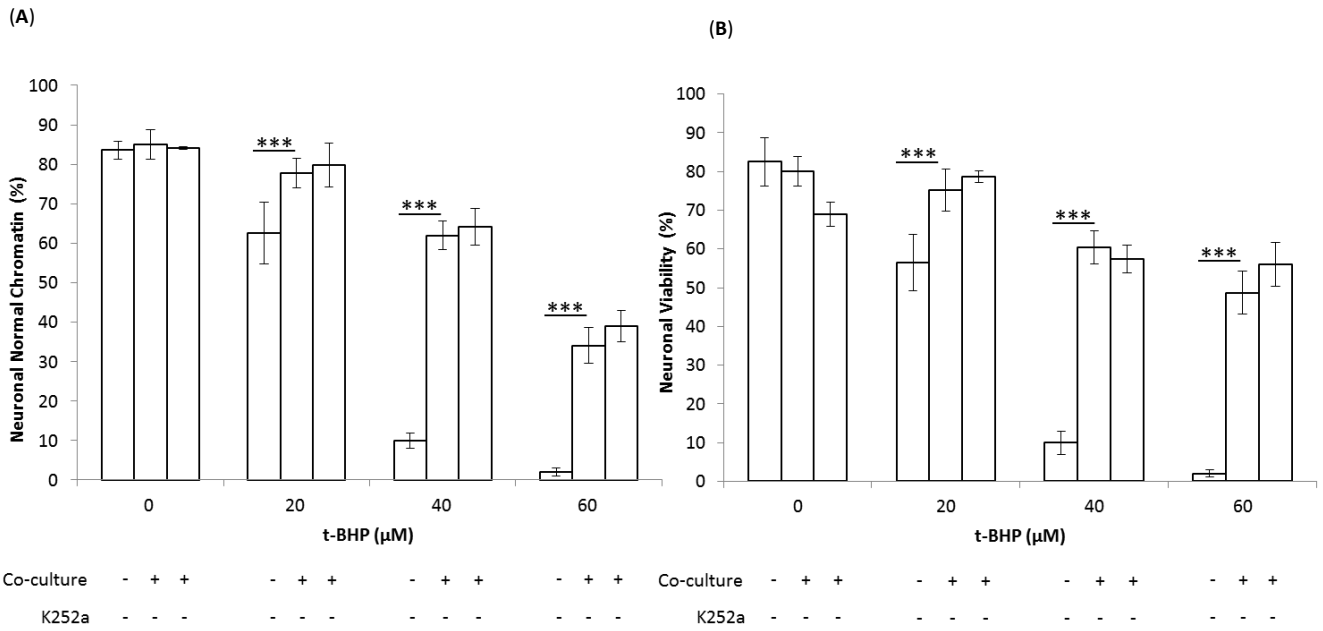 (A)
100
90
80
70
60
50
40
30
20
10
0
Neuronal Normal Chromatin (%)
***
***
***
0 20 40 60
t-BHP (µM)
Co-culture - + + - + + - + + - + +
K252a - - - - - - - - - - - -
(B)
100
90
80
70
60
50
40
30
20
10
0
Neuronal Viability (%)
***
***
***
0 20 40 60
t-BHP (µM)
Co-culture - + + - + + - + + - + +
K252a - - - - - - - - - - - -